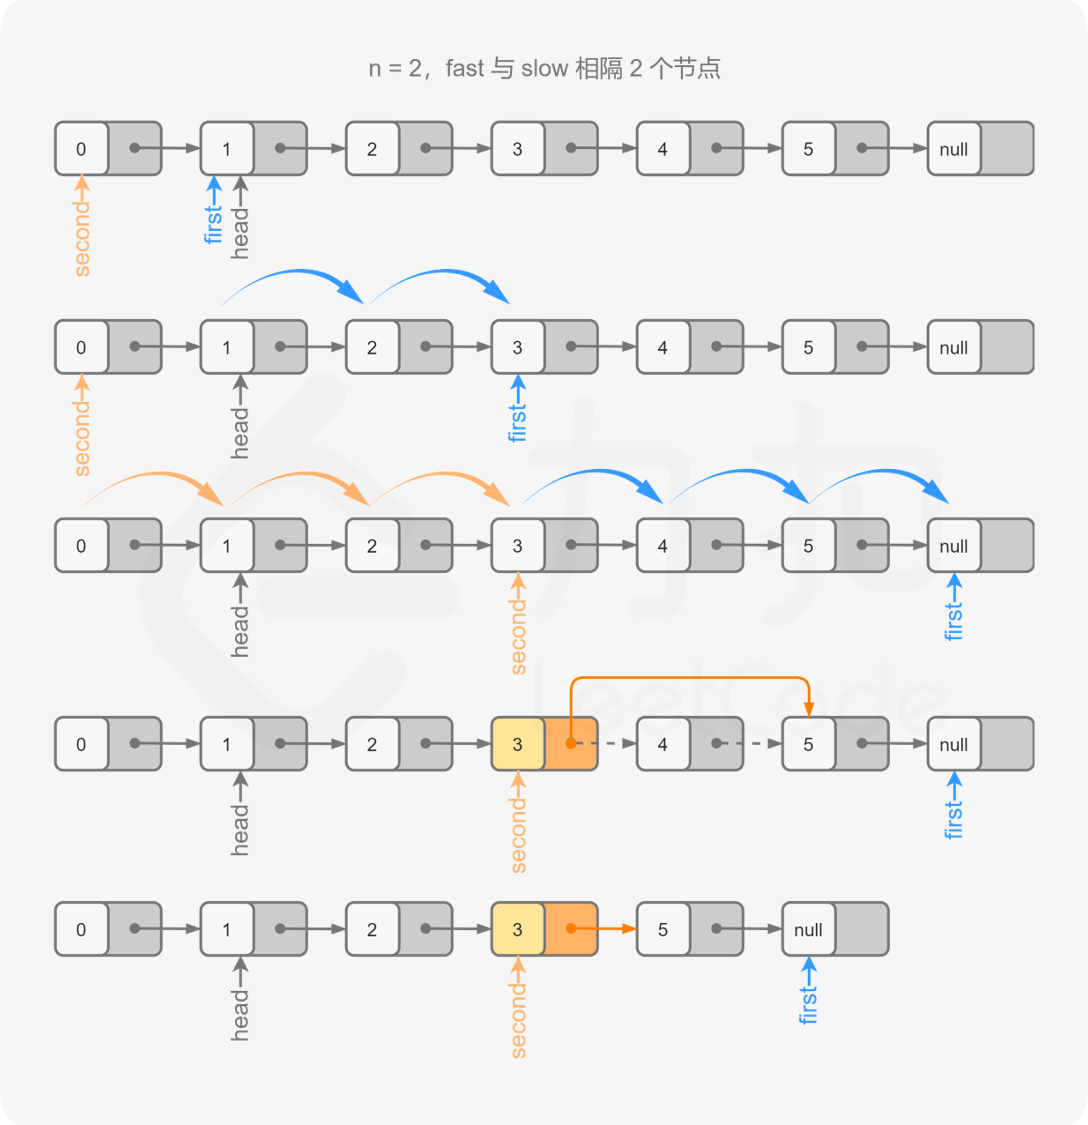 n = 2，fast 与 slow 相隔 2 个节点
0 1 2 3 4 5 null
second first head
0 1 2 3 4 5 null
second head first
0 1 2 3 4 5 null
head second first
力扣
LeetCode
0 1 2 3 4 5 null
head second first
0 1 2 3 5 null
head second first